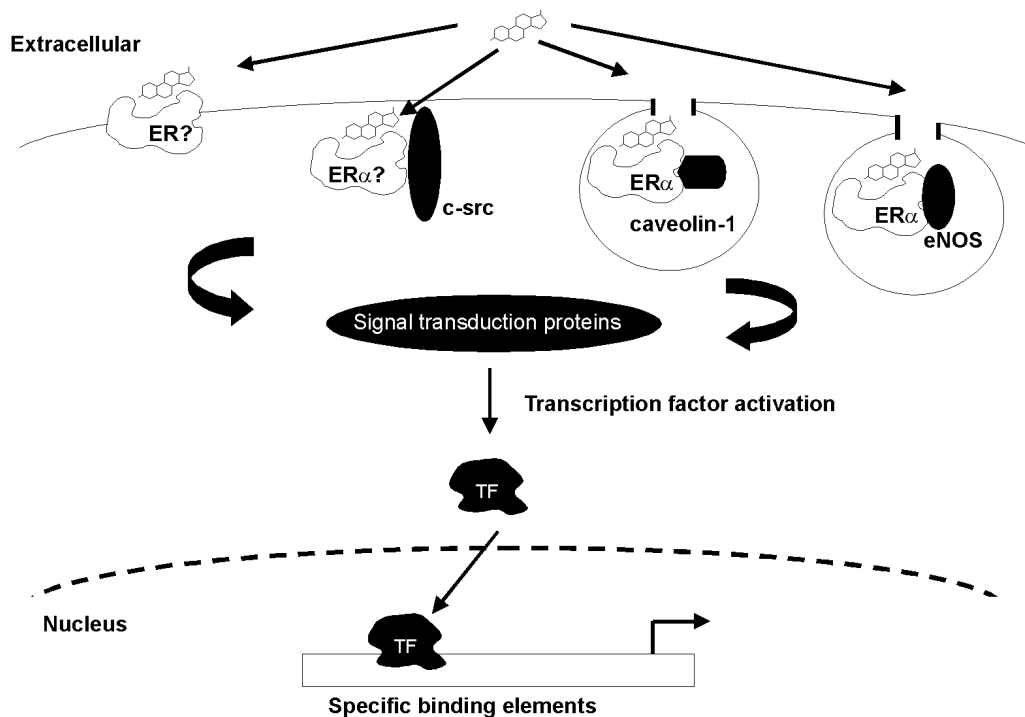 Extracellular
ER?
ERα?
c-src
ERα
caveolin-1
ERα
eNOS
Signal transduction proteins
Transcription factor activation
TF
Nucleus
TF
Specific binding elements